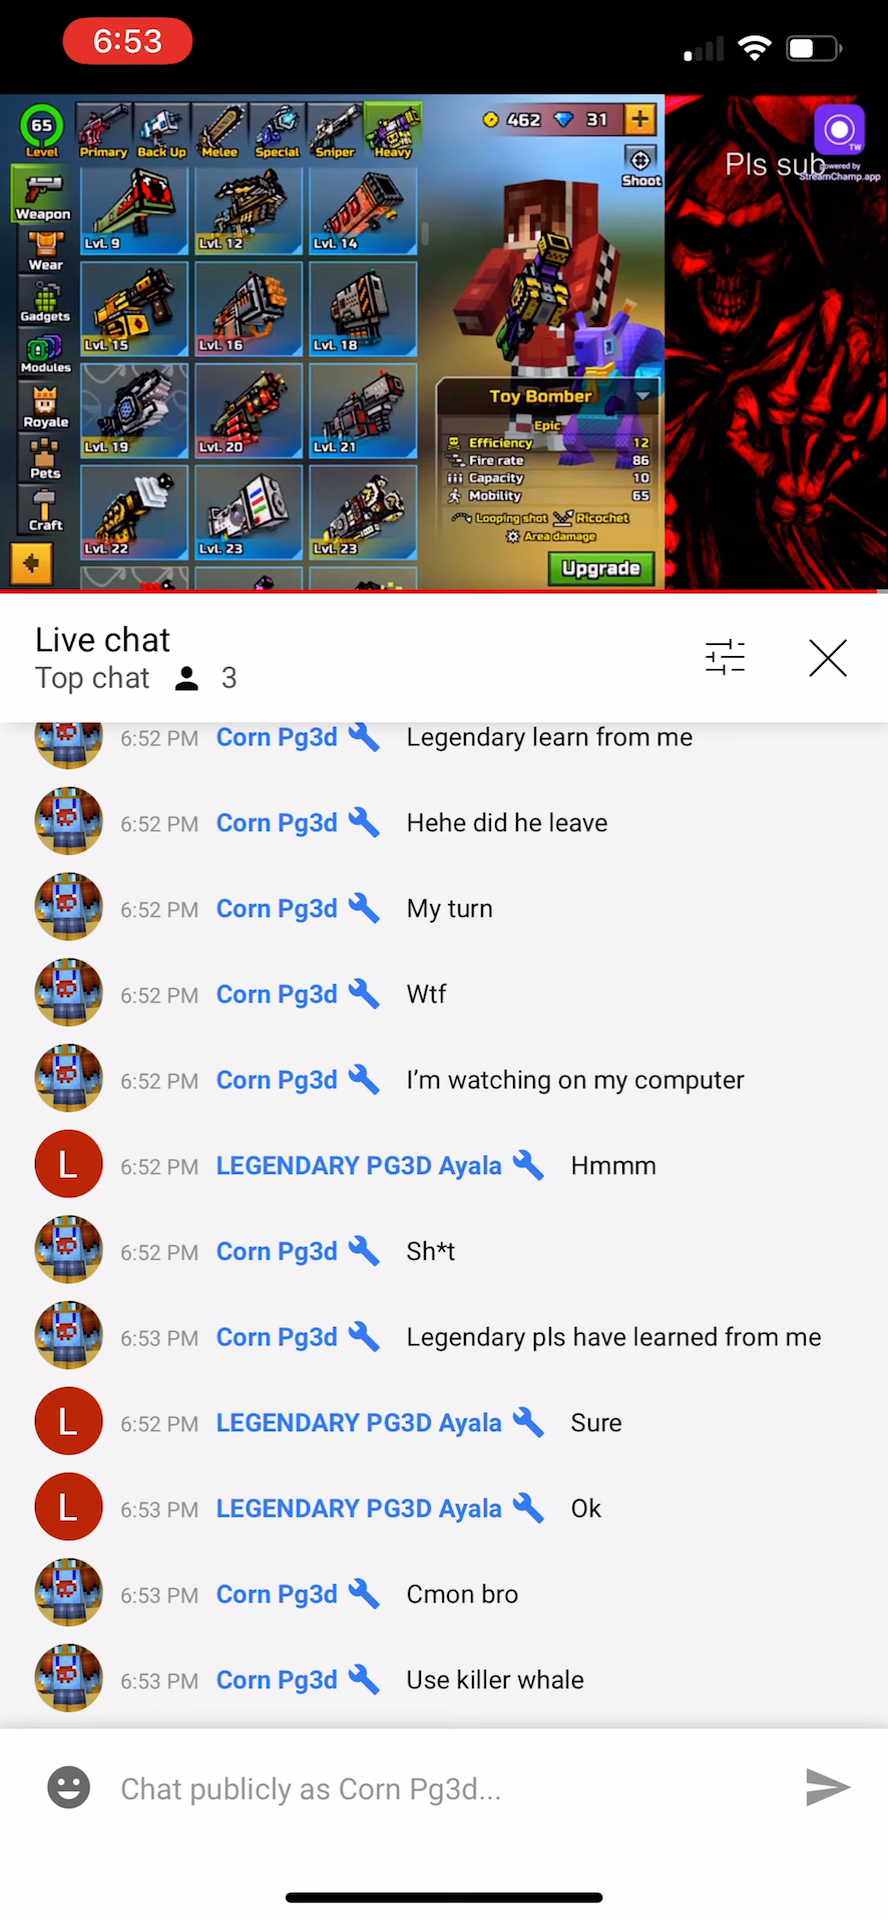 6:53
65
Level
Primary
Back Up
Melee
Special
Sniper
Heavy
462
31
Pls sub
TW
powered by
StreamChamp.app
Shoot
Weapon
Wear
Gadgets
Modules
Royale
Pets
Craft
Lvl. 9
Lvl. 12
Lvl. 14
Lvl. 15
Lvl. 16
Lvl. 18
Lvl. 19
Lvl. 20
Lvl. 21
Lvl. 22
Lvl. 23
Lvl. 23
Toy Bomber
Epic
Efficiency 12
Fire rate 86
Capacity 10
Mobility 65
Looping shot Ricochet
Area damage
Upgrade
Live chat
Top chat 3
6:52 PM Corn Pg3d Legendary learn from me
6:52 PM Corn Pg3d Hehe did he leave
6:52 PM Corn Pg3d My turn
6:52 PM Corn Pg3d Wtf
6:52 PM Corn Pg3d I’m watching on my computer
L
6:52 PM LEGENDARY PG3D Ayala Hmmm
6:52 PM Corn Pg3d Sh*t
6:53 PM Corn Pg3d Legendary pls have learned from me
L
6:52 PM LEGENDARY PG3D Ayala Sure
L
6:53 PM LEGENDARY PG3D Ayala Ok
6:53 PM Corn Pg3d Cmon bro
6:53 PM Corn Pg3d Use killer whale
Chat publicly as Corn Pg3d...